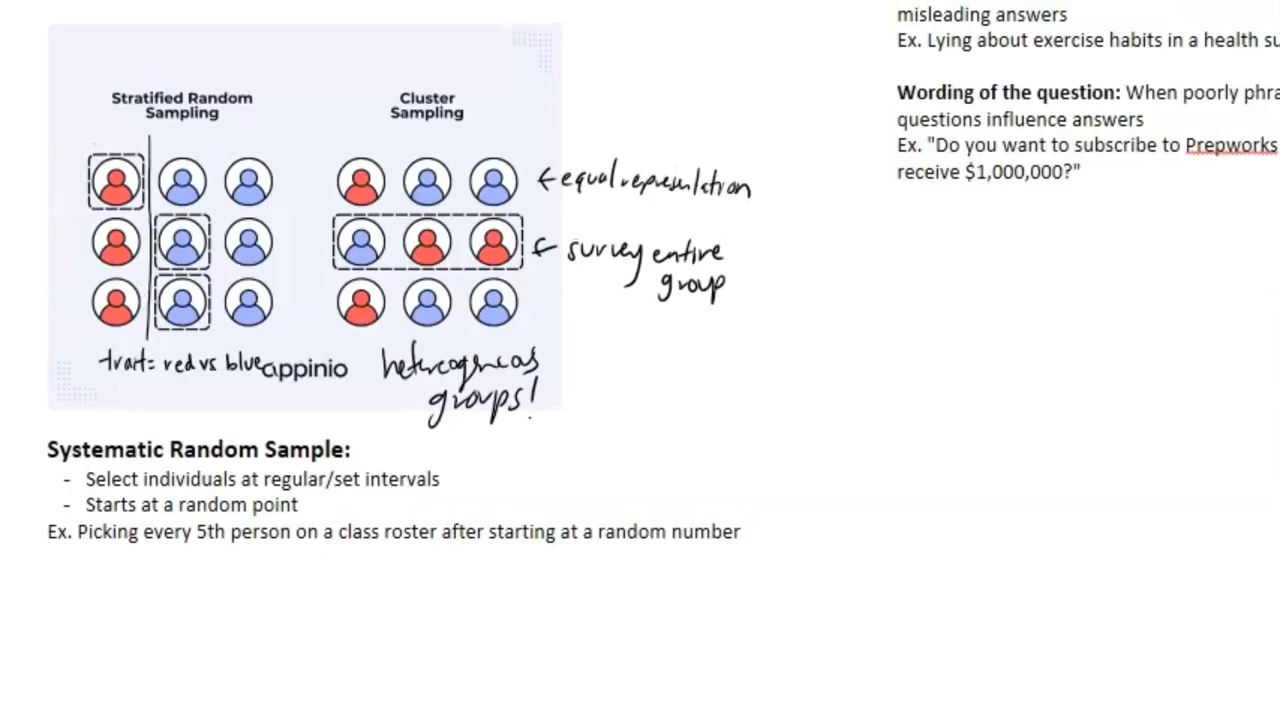 Stratified Random
Sampling
Cluster
Sampling
←equal representation
← survey entire
group
trait= red vs blue
appinio
heterogeneous
groups!
Systematic Random Sample:
- Select individuals at regular/set intervals
- Starts at a random point
Ex. Picking every 5th person on a class roster after starting at a random number
misleading answers
Ex. Lying about exercise habits in a health su
Wording of the question: When poorly phra
questions influence answers
Ex. "Do you want to subscribe to Prepworks
receive $1,000,000?"